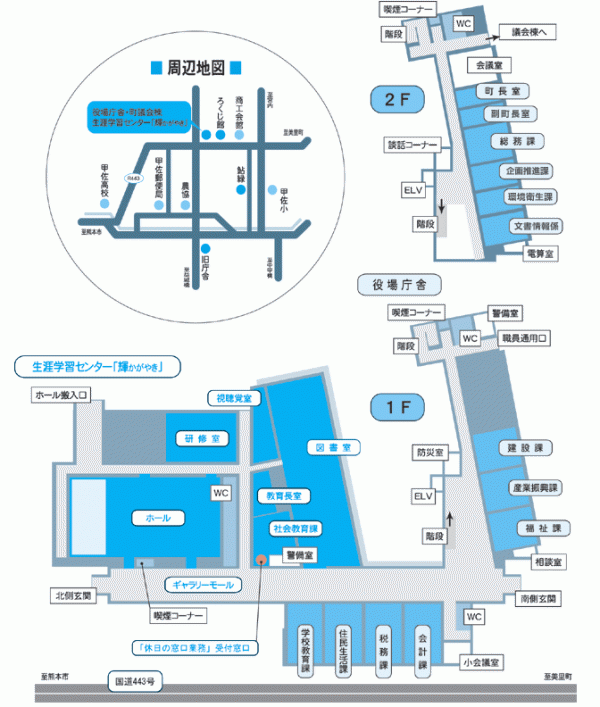 ■ 周辺地図 ■
役場庁舎・町議会棟
生涯学習センター「輝かがやき」
ろくじ館
商工会館
至美里町
R443
甲佐高校
甲佐郵便局
農協
鮎緑
甲佐小
至熊本市
旧庁舎
喫煙コーナー
WC
階段
議会棟へ
会議室
2F
町長室
副町長室
総務課
談話コーナー
企画推進課
ELV
環境衛生課
階段
文書情報係
電算室
役場庁舎
喫煙コーナー
警備室
WC
職員通用口
階段
1F
防災室
建設課
ELV
産業振興課
階段
福祉課
相談室
生涯学習センター「輝かがやき」
ホール搬入口
視聴覚室
研修室
図書室
WC
教育長室
ホール
社会教育課
警備室
ギャラリーモール
北側玄関
喫煙コーナー
南側玄関
「休日の窓口業務」受付窓口
学校教育課
住民生活課
税務課
会計課
WC
小会議室
至熊本市
国道443号
至美里町